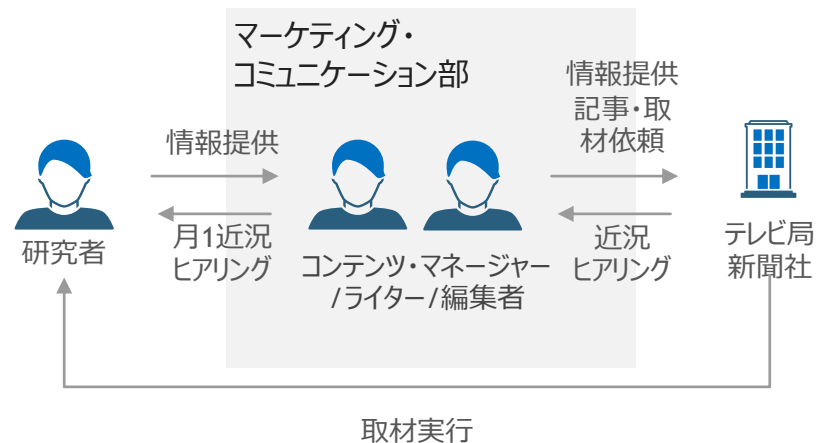 マーケティング・
コミュニケーション部
情報提供
記事・取
材依頼
情報提供
月1近況
ヒアリング
研究者
コンテンツ・マネージャー
/ライター/編集者
近況
ヒアリング
テレビ局
新聞社
取材実行